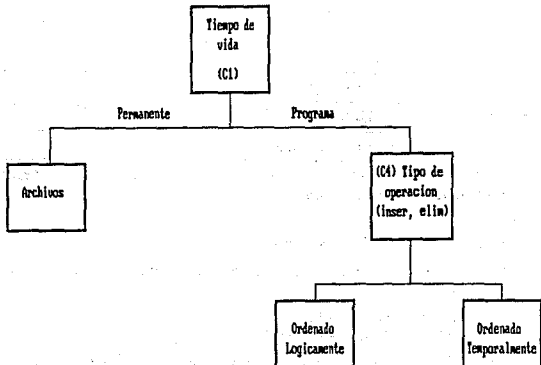 Tiempo de
vida
(C1)
Permanente
Programa
Archivos
(C4) Tipo de
operacion
(inser, elim)
Ordenado
Logicamente
Ordenado
Temporalmente